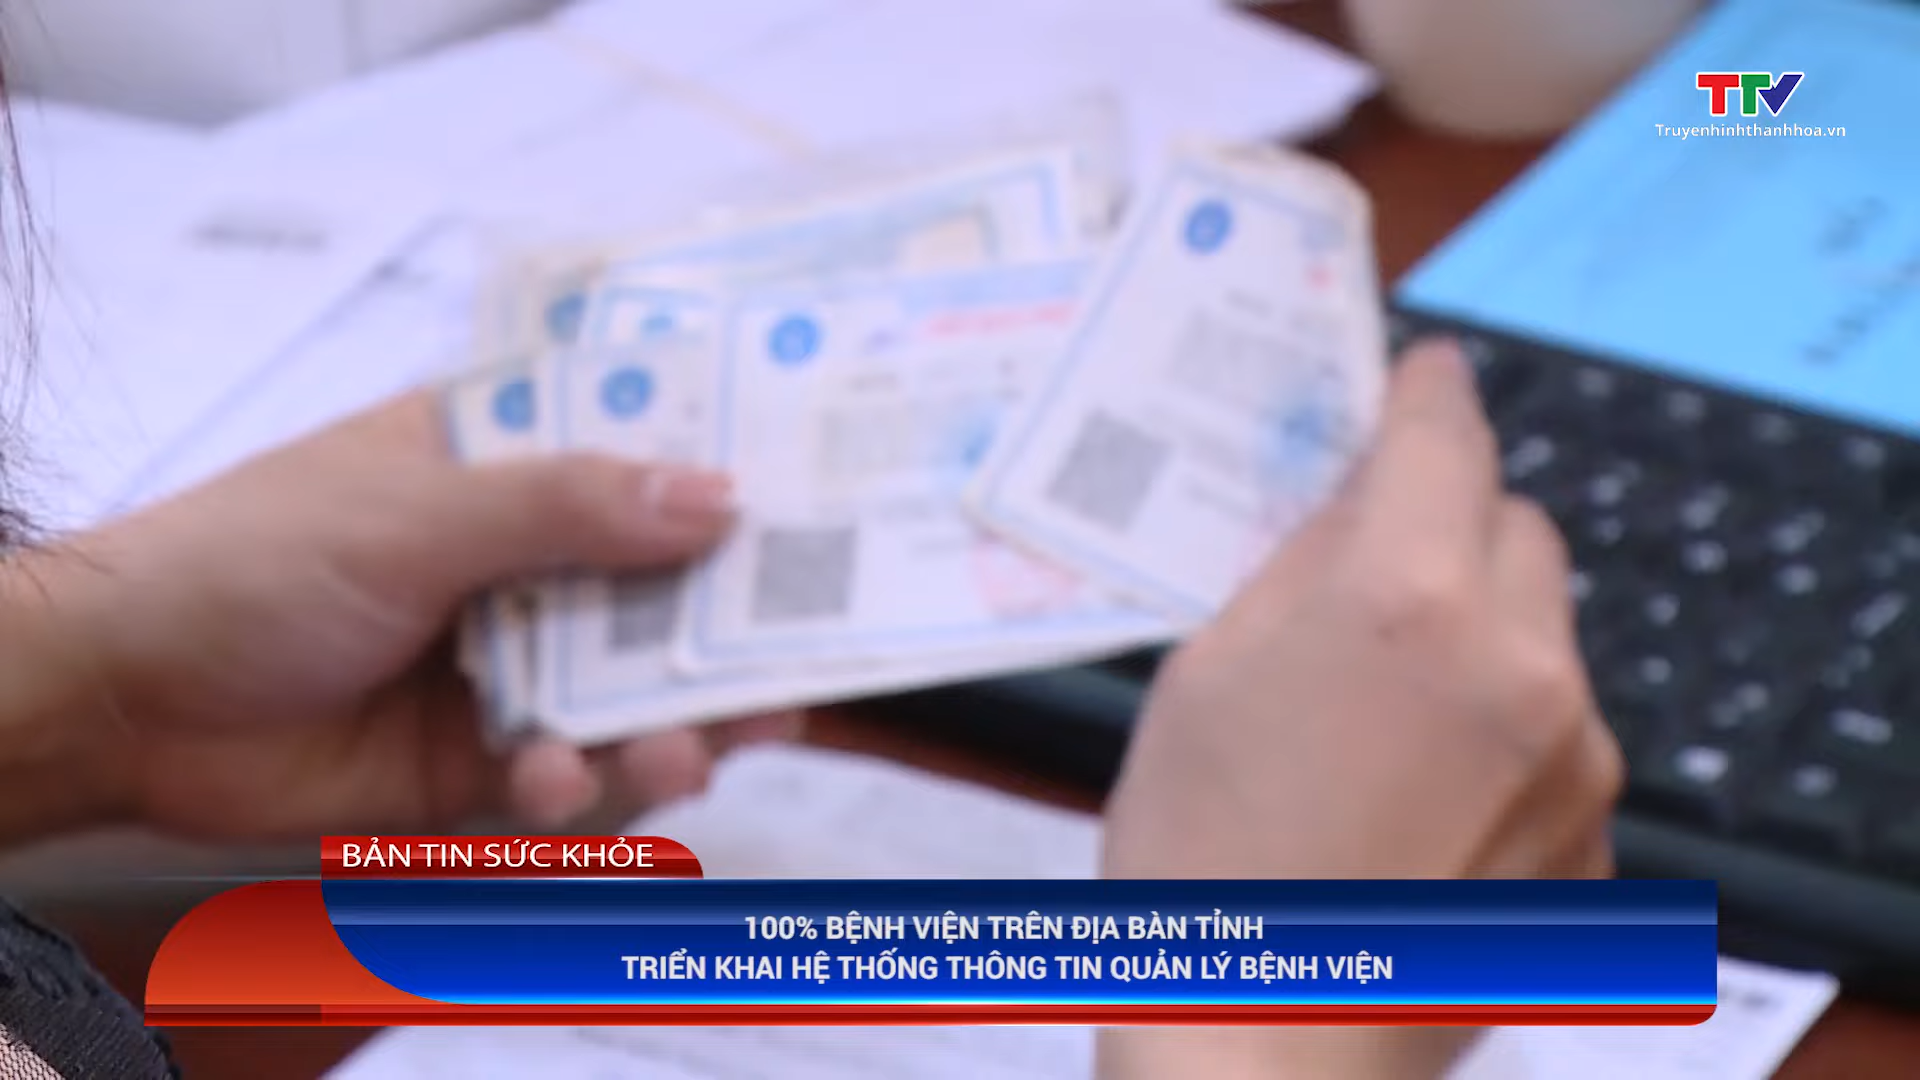 TTV
Truyenhinhthanhhoa.vn
BẢN TIN SỨC KHỎE
100% BỆNH VIỆN TRÊN ĐỊA BÀN TỈNH
TRIỂN KHAI HỆ THỐNG THÔNG TIN QUẢN LÝ BỆNH VIỆN